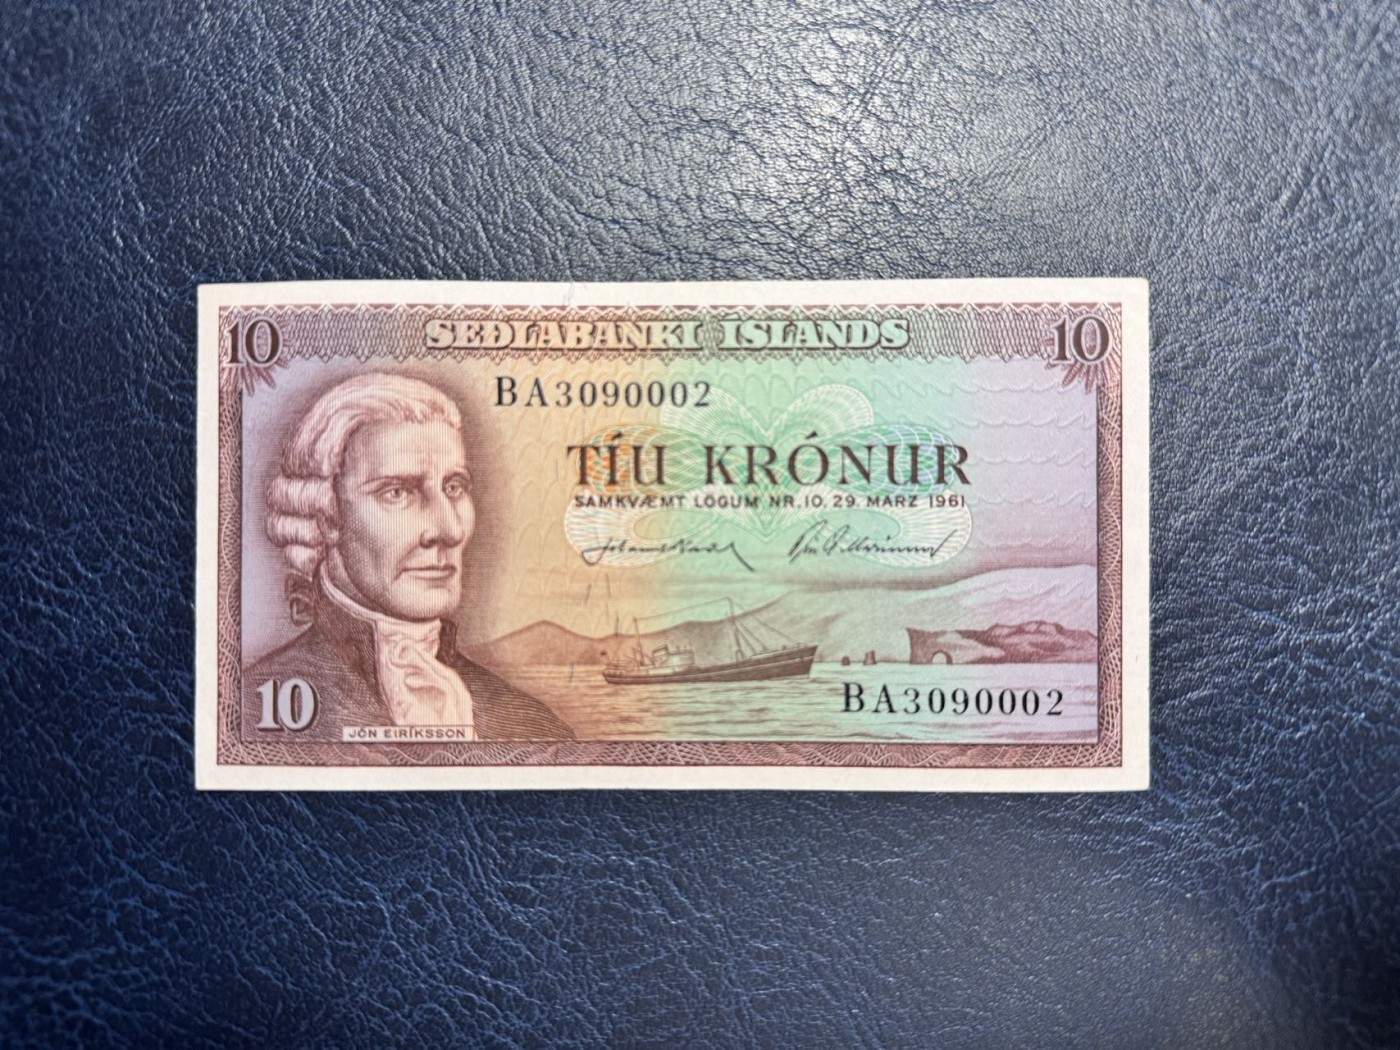 10 SEÐLABANKI ÍSLANDS 10
BA3090002
TÍU KRÓNUR
SAMKVÆMT LÖGUM NR. 10, 29. MARZ 1961
BA3090002
10
JÓN EIRÍKSSON